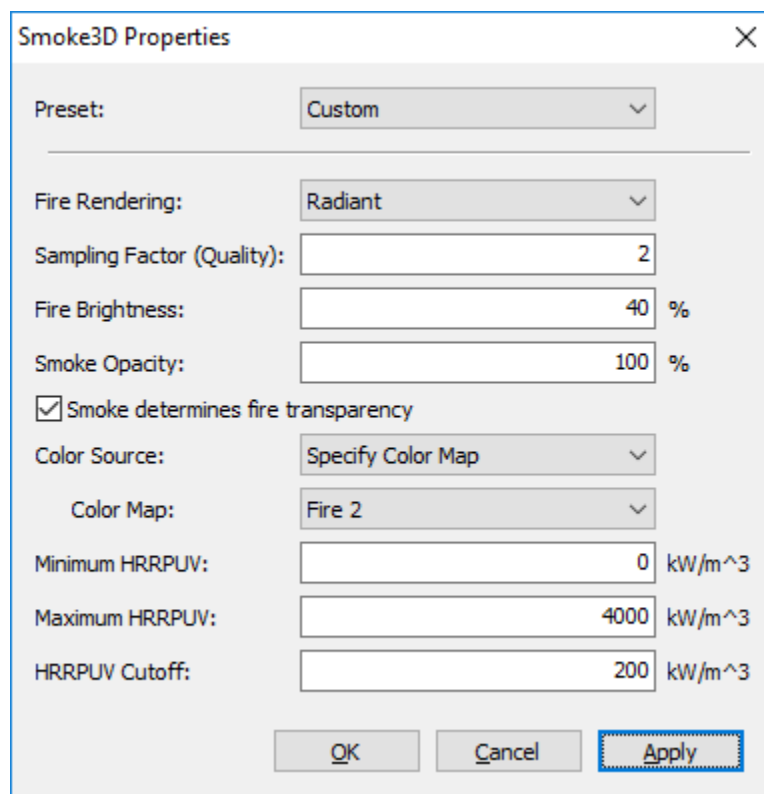 Smoke3D Properties
Preset: Custom
Fire Rendering: Radiant
Sampling Factor (Quality): 2
Fire Brightness: 40 %
Smoke Opacity: 100 %
Smoke determines fire transparency
Color Source: Specify Color Map
Color Map: Fire 2
Minimum HRRPUV: 0 kW/m^3
Maximum HRRPUV: 4000 kW/m^3
HRRPUV Cutoff: 200 kW/m^3
OK Cancel Apply